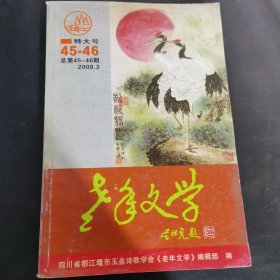 特大号
45-46
总第45-46期
2008.3
老年文学
四川省都江堰市玉垒诗歌学会《老年文学》编辑部 编